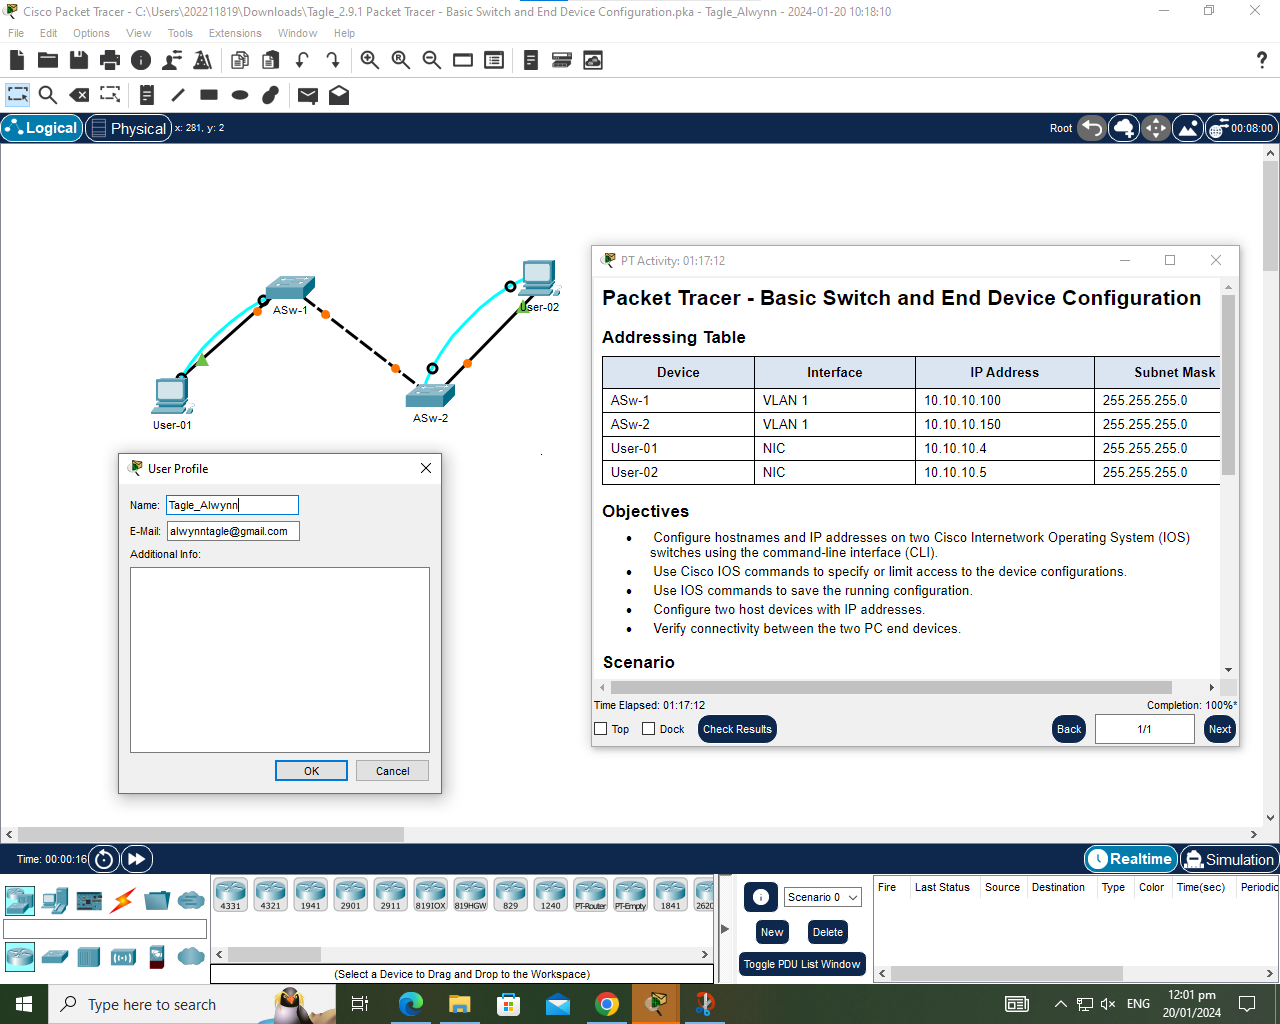 Cisco Packet Tracer - C:\Users\202211819\Downloads\Tagle_2.9.1 Packet Tracer - Basic Switch and End Device Configuration.pka - Tagle_Alwynn - 2024-01-20 10:18:10
File Edit Options View Tools Extensions Window Help
?
Logical Physical x: 281, y: 2 Root 00:08:00
ASw-1
User-02
User-01
ASw-2
PT Activity: 01:17:12
Packet Tracer - Basic Switch and End Device Configuration
Addressing Table
Device Interface IP Address Subnet Mask
ASw-1 VLAN 1 10.10.10.100 255.255.255.0
ASw-2 VLAN 1 10.10.10.150 255.255.255.0
User-01 NIC 10.10.10.4 255.255.255.0
User-02 NIC 10.10.10.5 255.255.255.0
Objectives
• Configure hostnames and IP addresses on two Cisco Internetwork Operating System (IOS)
switches using the command-line interface (CLI).
• Use Cisco IOS commands to specify or limit access to the device configurations.
• Use IOS commands to save the running configuration.
• Configure two host devices with IP addresses.
• Verify connectivity between the two PC end devices.
Scenario
Time Elapsed: 01:17:12 Completion: 100%*
Top Dock Check Results Back 1/1 Next
User Profile
Name: Tagle_Alwynn
E-Mail: alwynntagle@gmail.com
Additional Info:
OK Cancel
Time: 00:00:16 Realtime Simulation
4331 4321 1941 2901 2911 819IOX 819HGW 829 1240 PT-Router PT-Empty 1841 2620
(Select a Device to Drag and Drop to the Workspace)
Scenario 0
New Delete
Toggle PDU List Window
Fire Last Status Source Destination Type Color Time(sec) Periodic
Type here to search
ENG
12:01 pm
20/01/2024